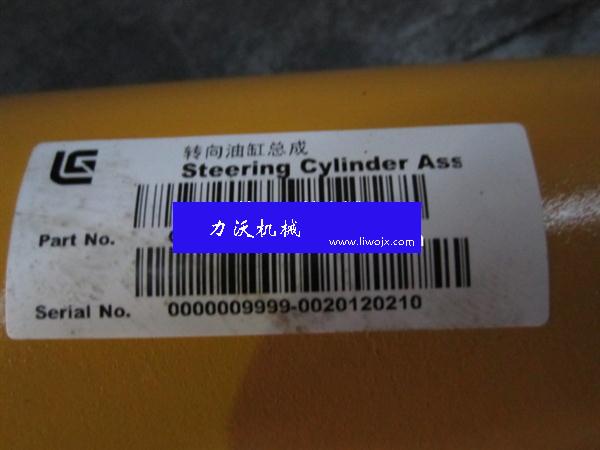 转向油缸总成
Steering Cylinder Ass
Part No.
力沃机械
www.liwojx.com
Serial No. 0000009999-0020120210